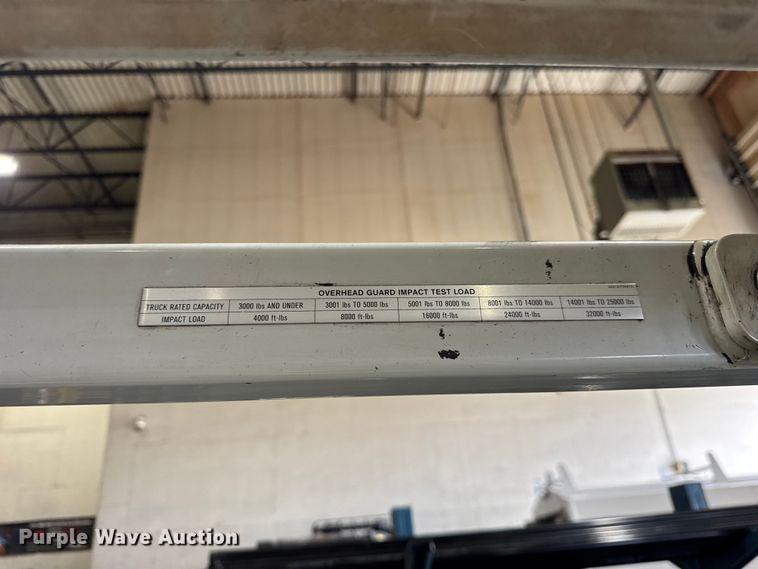 OVERHEAD GUARD IMPACT TEST LOAD
TRUCK RATED CAPACITY 3000 lbs AND UNDER 3001 lbs TO 5000 lbs 5001 lbs TO 8000 lbs 8001 lbs TO 14000 lbs 14001 lbs TO 25000 lbs
IMPACT LOAD 4000 ft-lbs 8000 ft-lbs 16000 ft-lbs 24000 ft-lbs 32000 ft-lbs
Purple Wave Auction